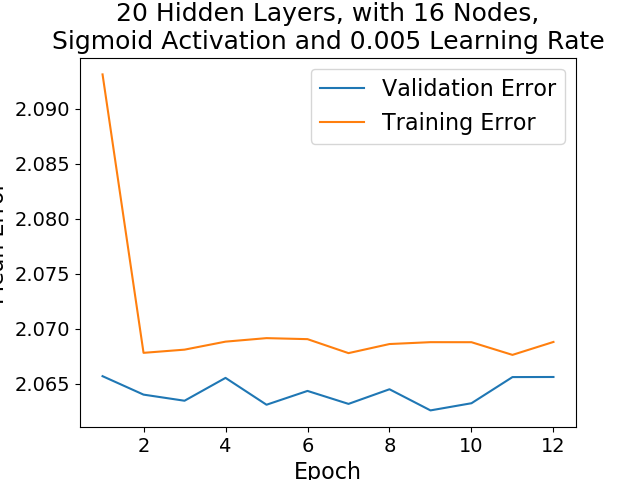 20 Hidden Layers, with 16 Nodes,
Sigmoid Activation and 0.005 Learning Rate
Validation Error
Training Error
2.090
2.085
2.080
2.075
2.070
2.065
2
4
6
8
10
12
Epoch